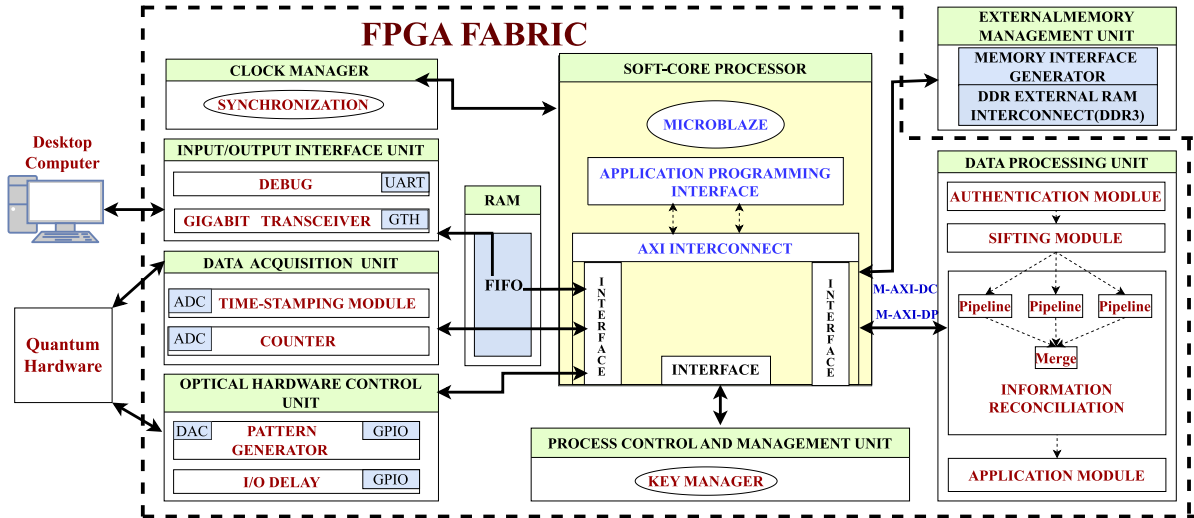 FPGA FABRIC
CLOCK MANAGER
SYNCHRONIZATION
Desktop
Computer
INPUT/OUTPUT INTERFACE UNIT
DEBUG
UART
GIGABIT TRANSCEIVER
GTH
DATA ACQUISITION UNIT
ADC
TIME-STAMPING MODULE
ADC
COUNTER
Quantum
Hardware
OPTICAL HARDWARE CONTROL
UNIT
DAC
PATTERN
GENERATOR
GPIO
I/O DELAY
GPIO
RAM
FIFO
SOFT-CORE PROCESSOR
MICROBLAZE
APPLICATION PROGRAMMING
INTERFACE
AXI INTERCONNECT
INTERFACE
INTERFACE
INTERFACE
PROCESS CONTROL AND MANAGEMENT UNIT
KEY MANAGER
M-AXI-DC
M-AXI-DP
EXTERNALMEMORY
MANAGEMENT UNIT
MEMORY INTERFACE
GENERATOR
DDR EXTERNAL RAM
INTERCONNECT(DDR3)
DATA PROCESSING UNIT
AUTHENTICATION MODLUE
SIFTING MODULE
Pipeline
Pipeline
Pipeline
Merge
INFORMATION
RECONCILIATION
APPLICATION MODULE